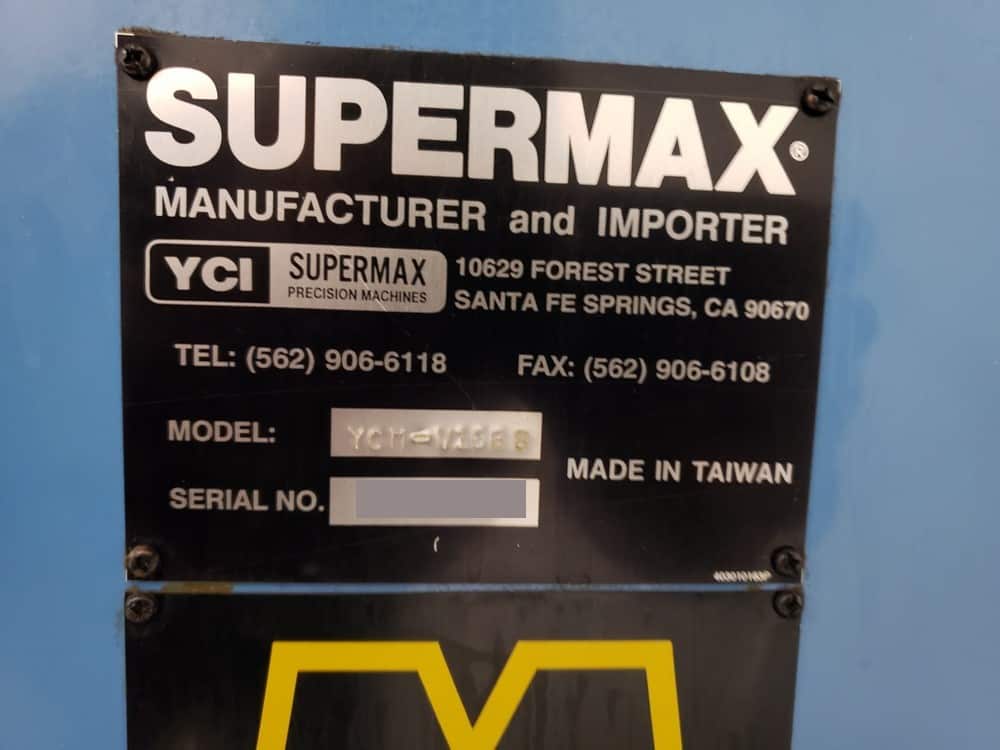 SUPERMAX®
MANUFACTURER and IMPORTER
YCI SUPERMAX
PRECISION MACHINES
10629 FOREST STREET
SANTA FE SPRINGS, CA 90670
TEL: (562) 906-6118 FAX: (562) 906-6108
MODEL:
MADE IN TAIWAN
SERIAL NO.